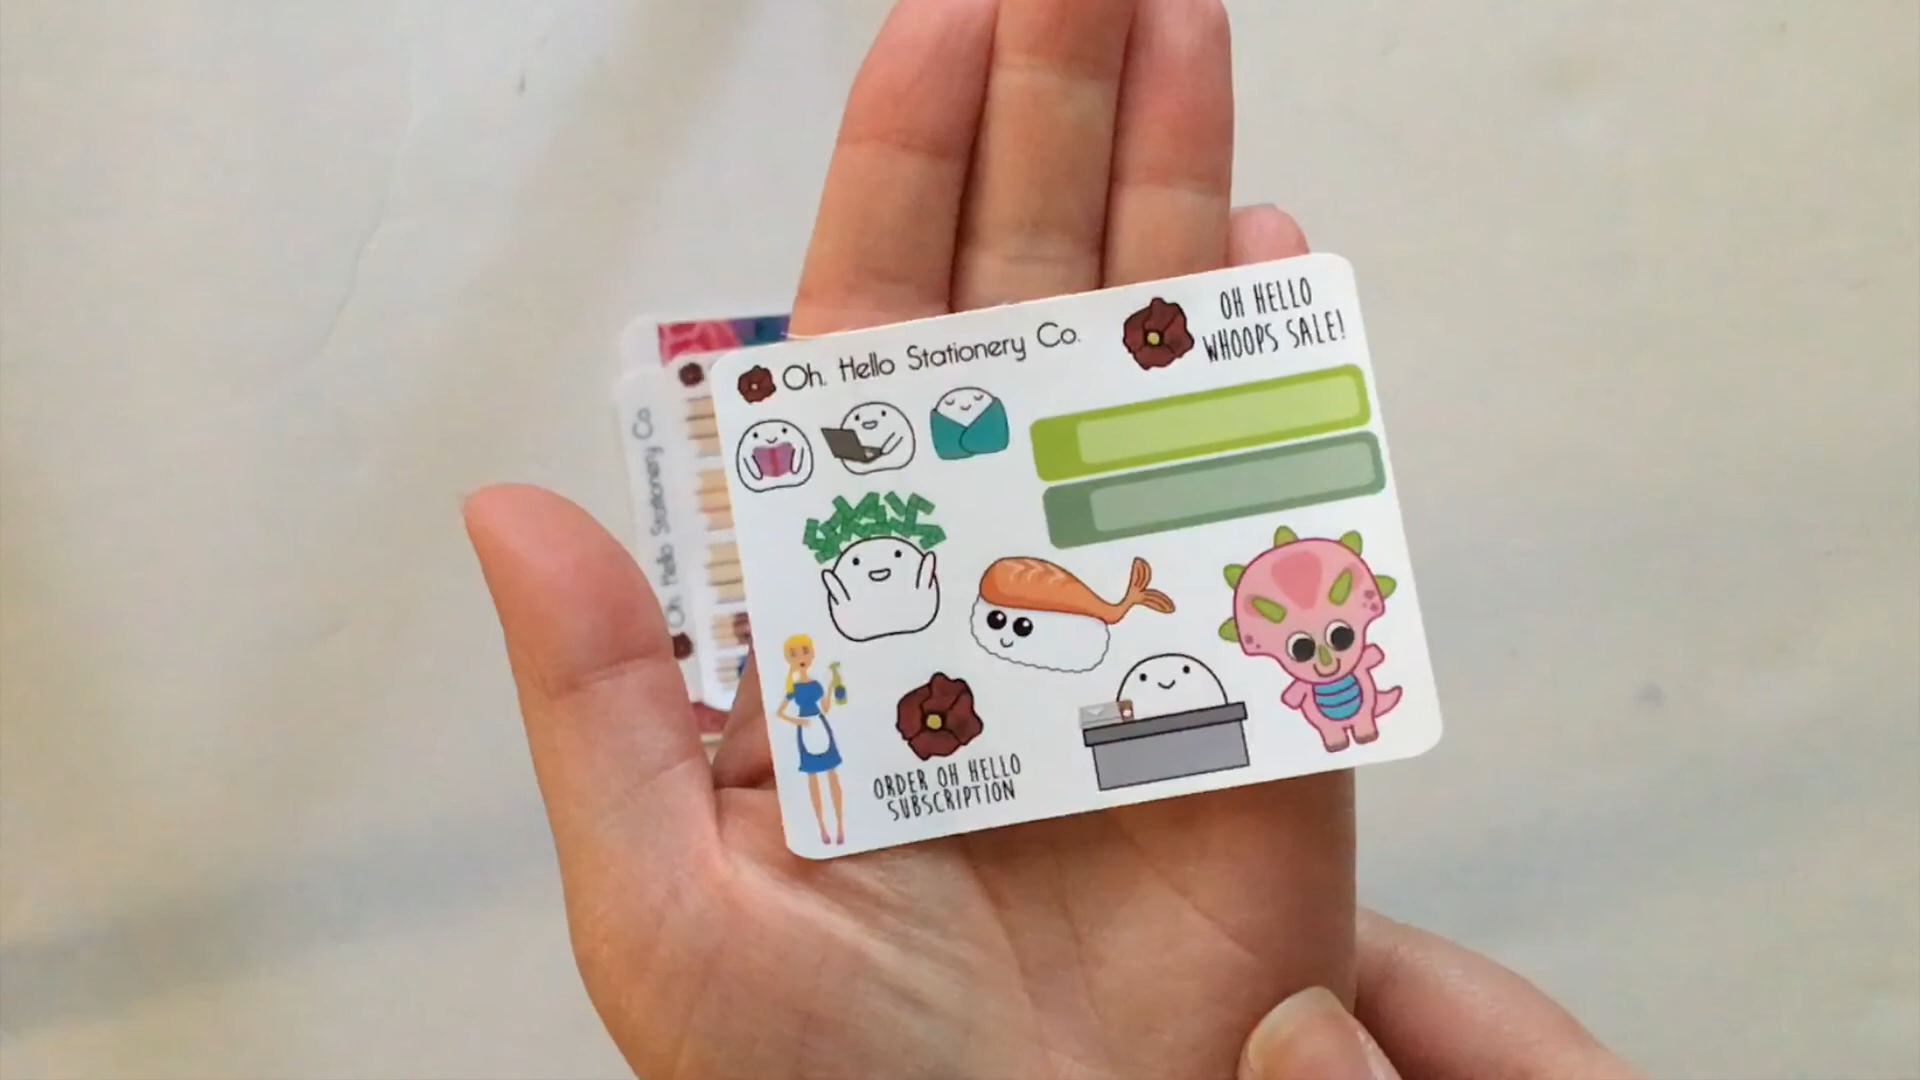 Oh, Hello Stationery Co.
OH HELLO
WHOOPS SALE!
ORDER OH HELLO
SUBSCRIPTION
Oh, Hello Stationery Co